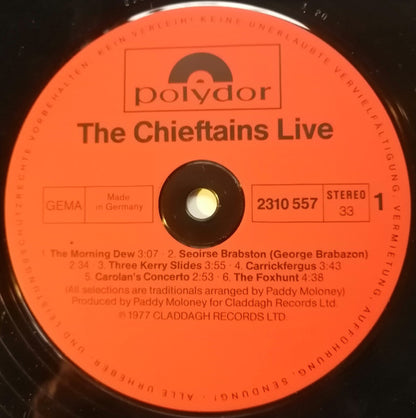 polydor
The Chieftains Live
GEMA
Made
in Germany
2310 557
STEREO
33
1
1. The Morning Dew 3:07 · 2. Seoirse Brabston (George Brabazon)
2:34 · 3. Three Kerry Slides 3:55 · 4. Carrickfergus 3:43
5. Carolan's Concerto 2:53 · 6. The Foxhunt 4:38
(All selections are traditionals arranged by Paddy Moloney)
Produced by Paddy Moloney for Claddagh Records Ltd.
℗ 1977 CLADDAGH RECORDS LTD.
ALLE URHEBER- UND LEISTUNGSSCHUTZRECHTE VORBEHALTEN · KEIN VERLEIH! · KEINE UNERLAUBTE VERVIELFÄLTIGUNG, VERMIETUNG, AUFFÜHRUNG, SENDUNG! ·